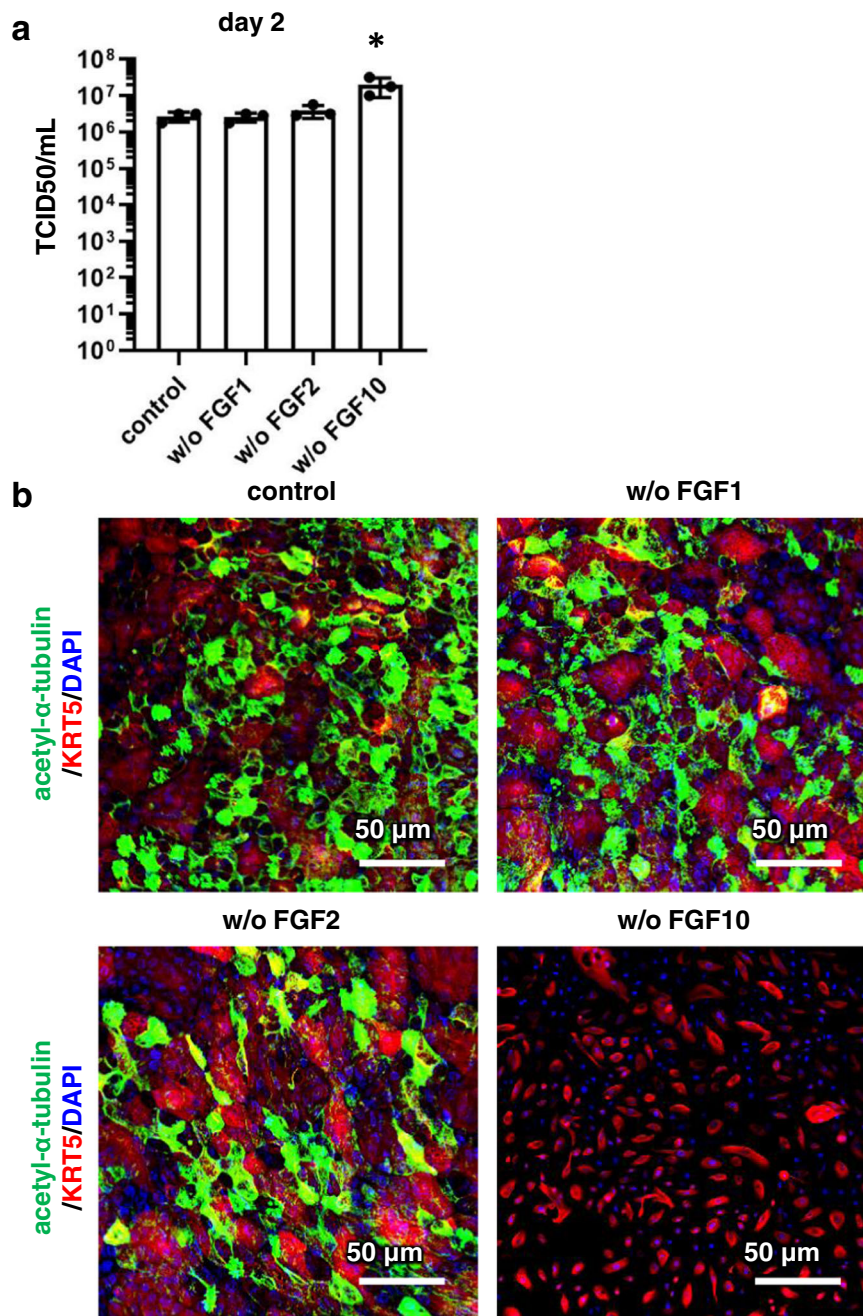 a
day 2
*
TCID50/mL
10⁸
10⁷
10⁶
10⁵
10⁴
10³
10²
10¹
10⁰
control
w/o FGF1
w/o FGF2
w/o FGF10
b
control
w/o FGF1
acetyl-α-tubulin
/KRT5/DAPI
50 µm
50 µm
w/o FGF2
w/o FGF10
acetyl-α-tubulin
/KRT5/DAPI
50 µm
50 µm